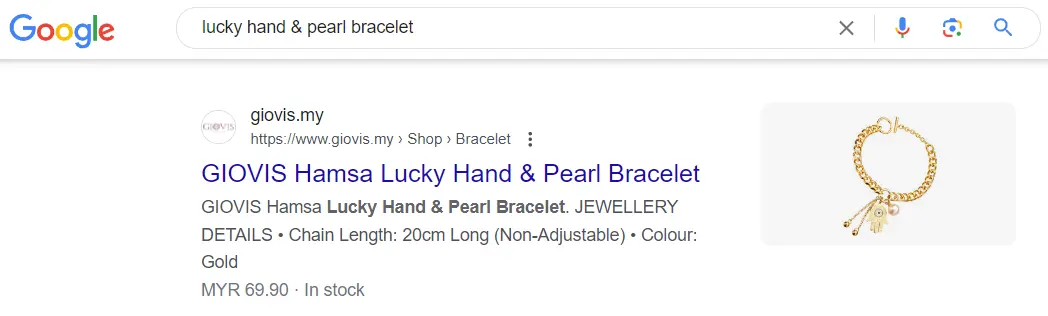 Google
lucky hand & pearl bracelet
GIOVIS
giovis.my
https://www.giovis.my › Shop › Bracelet
GIOVIS Hamsa Lucky Hand & Pearl Bracelet
GIOVIS Hamsa Lucky Hand & Pearl Bracelet. JEWELLERY
DETAILS • Chain Length: 20cm Long (Non-Adjustable) • Colour:
Gold
MYR 69.90 · In stock